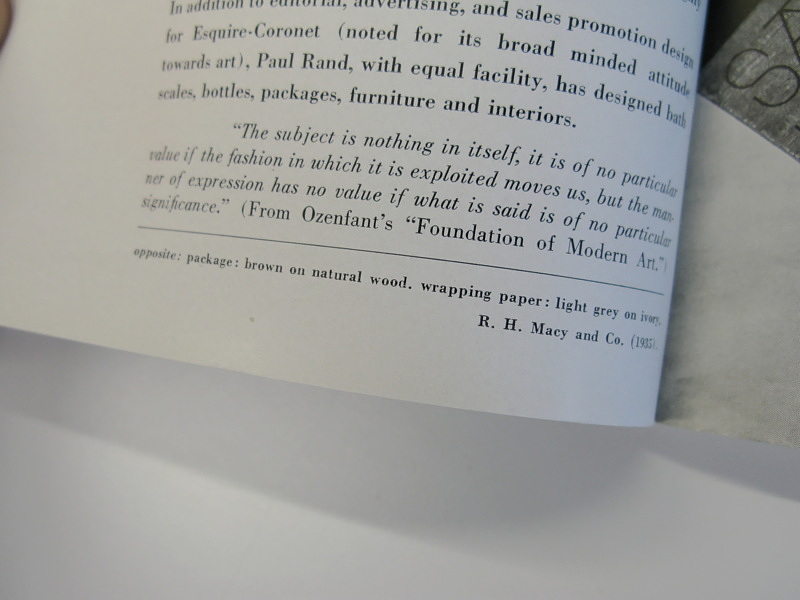 In addition to editorial, advertising, and sales promotion design
for Esquire-Coronet (noted for its broad minded attitude
towards art), Paul Rand, with equal facility, has designed bath
scales, bottles, packages, furniture and interiors.
"The subject is nothing in itself, it is of no particular
value if the fashion in which it is exploited moves us, but the man-
ner of expression has no value if what is said is of no particular
significance." (From Ozenfant's "Foundation of Modern Art.")
opposite: package: brown on natural wood. wrapping paper: light grey on ivory.
R. H. Macy and Co. (1935).
SA